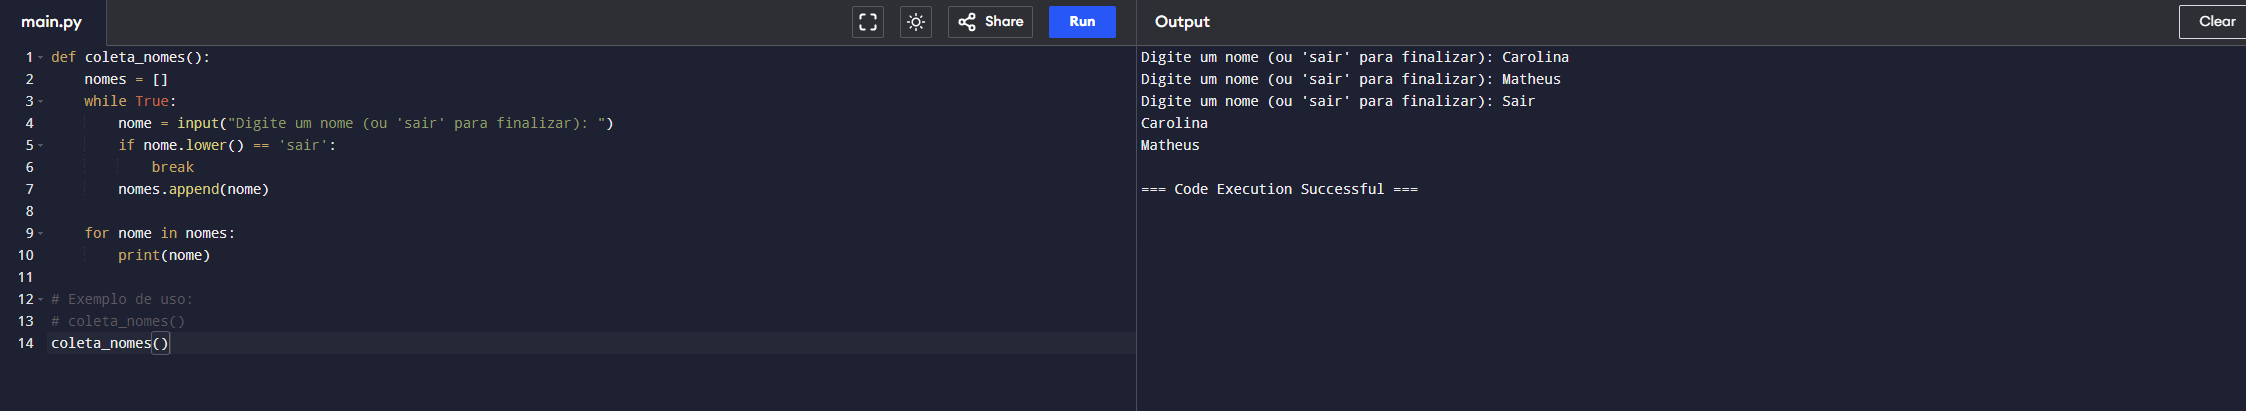 main.py
Share
Run
Output
Clear
1 def coleta_nomes():
2     nomes = []
3     while True:
4         nome = input("Digite um nome (ou 'sair' para finalizar): ")
5         if nome.lower() == 'sair':
6             break
7         nomes.append(nome)
8
9     for nome in nomes:
10         print(nome)
11
12 # Exemplo de uso:
13 # coleta_nomes()
14 coleta_nomes()
Digite um nome (ou 'sair' para finalizar): Carolina
Digite um nome (ou 'sair' para finalizar): Matheus
Digite um nome (ou 'sair' para finalizar): Sair
Carolina
Matheus
=== Code Execution Successful ===